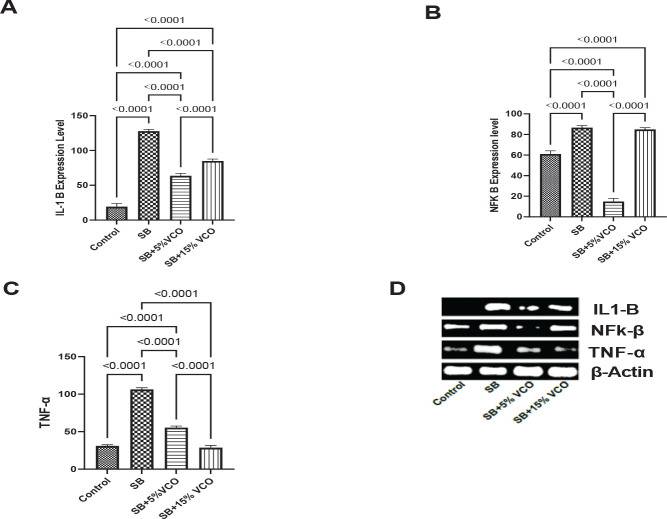 A
<0.0001
<0.0001
<0.0001
<0.0001
<0.0001 <0.0001
IL-1 B Expression Level
150
100
50
0
Control
SB
SB+5%VCO
SB+15% VCO
B
<0.0001
<0.0001
<0.0001
<0.0001 <0.0001
NFK B Expression Level
100
80
60
40
20
0
Control
SB
SB+5%VCO
SB+15% VCO
C
<0.0001
<0.0001
<0.0001
<0.0001 <0.0001
TNF-α
150
100
50
0
Control
SB
SB+5%VCO
SB+15% VCO
D
IL1-B
NFk-β
TNF-α
β-Actin
Control
SB
SB+5% VCO
SB+15% VCO